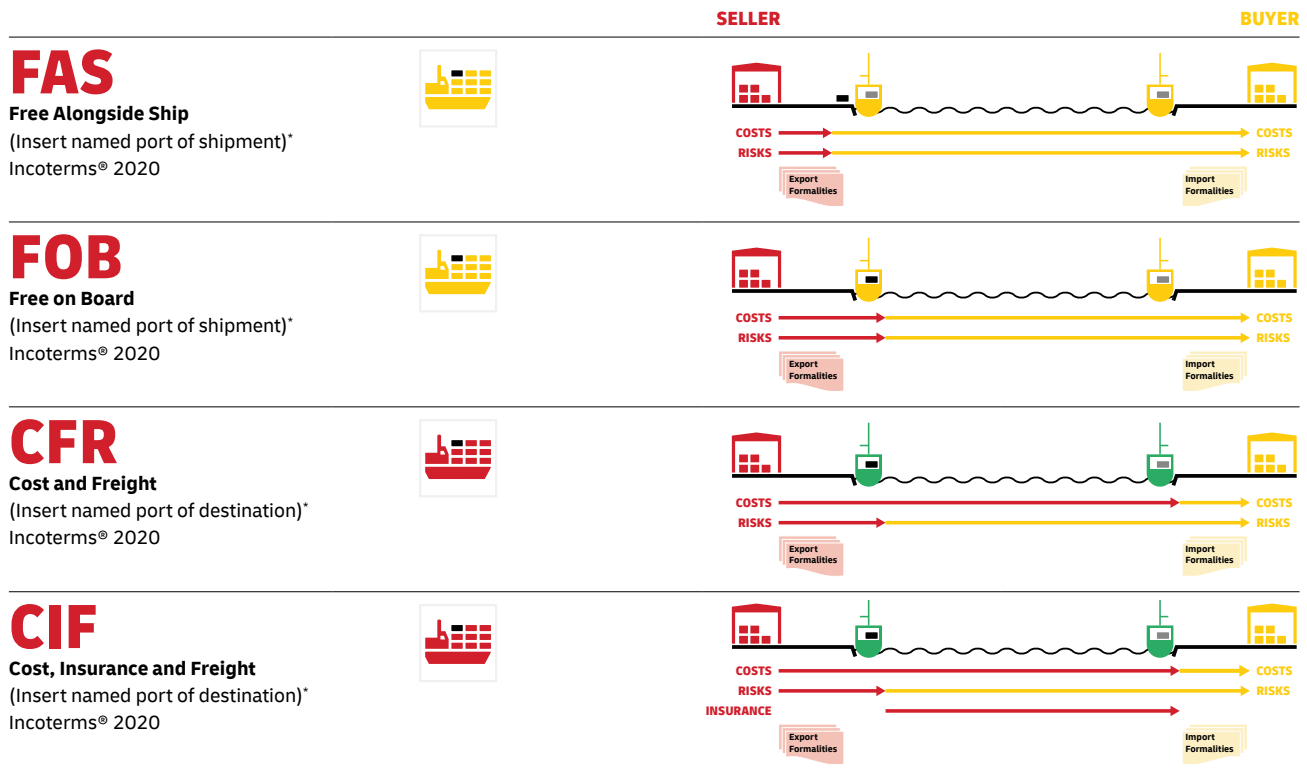 SELLER BUYER
FAS
Free Alongside Ship
(Insert named port of shipment)*
Incoterms® 2020
COSTS COSTS
RISKS RISKS
Export
Formalities
Import
Formalities
FOB
Free on Board
(Insert named port of shipment)*
Incoterms® 2020
COSTS COSTS
RISKS RISKS
Export
Formalities
Import
Formalities
CFR
Cost and Freight
(Insert named port of destination)*
Incoterms® 2020
COSTS COSTS
RISKS RISKS
Export
Formalities
Import
Formalities
CIF
Cost, Insurance and Freight
(Insert named port of destination)*
Incoterms® 2020
COSTS COSTS
RISKS RISKS
INSURANCE
Export
Formalities
Import
Formalities